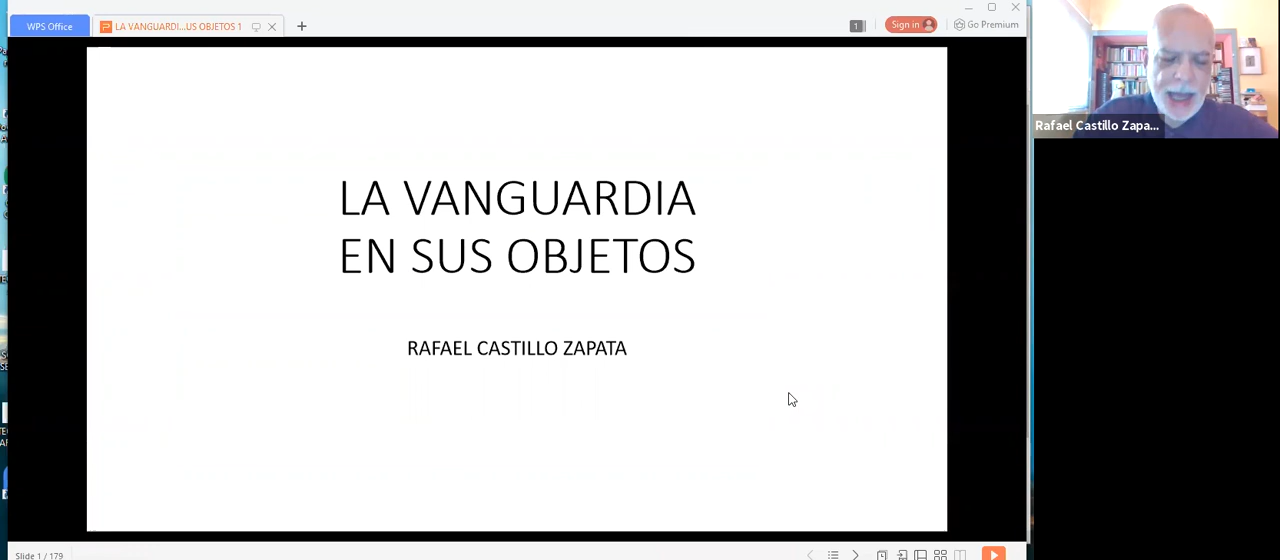 WPS Office
LA VANGUARDI...US OBJETOS 1
1
Sign in
Go Premium
LA VANGUARDIA
EN SUS OBJETOS
RAFAEL CASTILLO ZAPATA
Rafael Castillo Zapa...
Slide 1 / 179